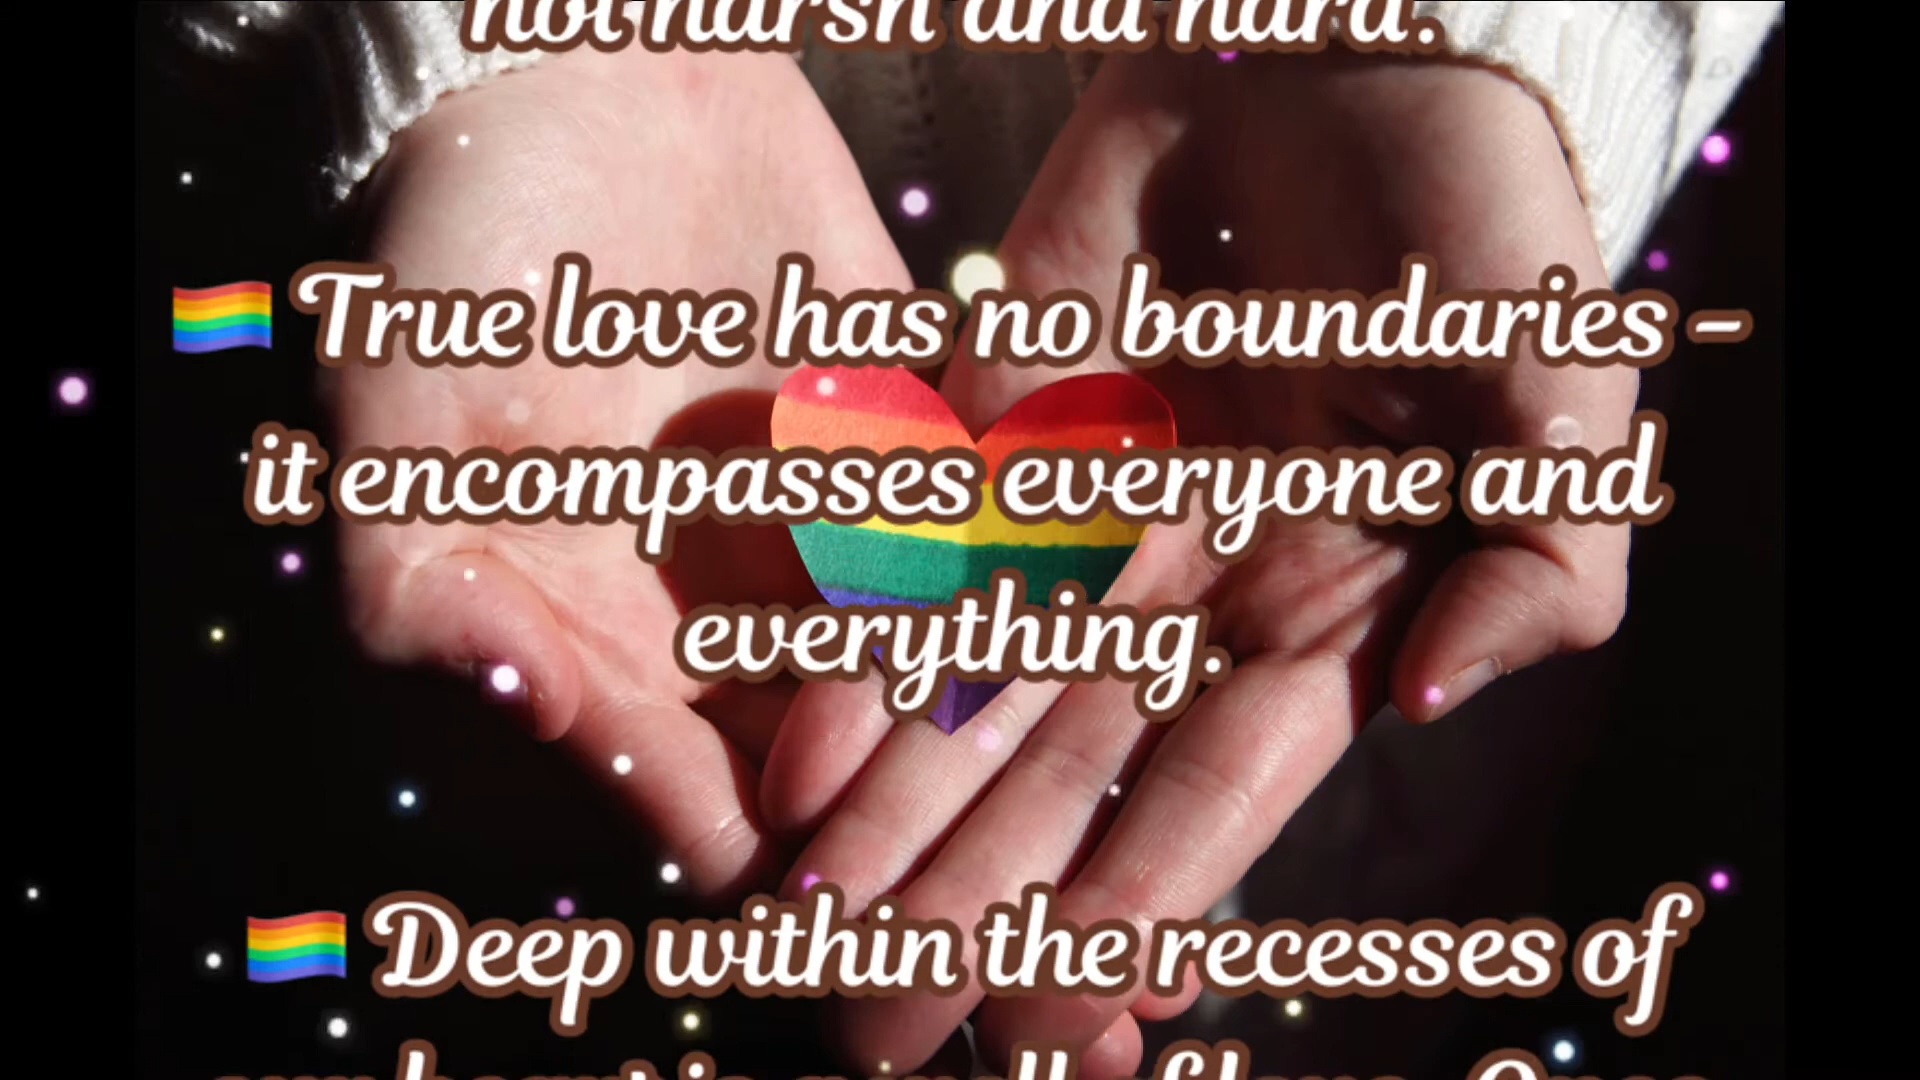 not harsh and hard.
🏳️‍🌈 True love has no boundaries –
it encompasses everyone and
everything.
🏳️‍🌈 Deep within the recesses of